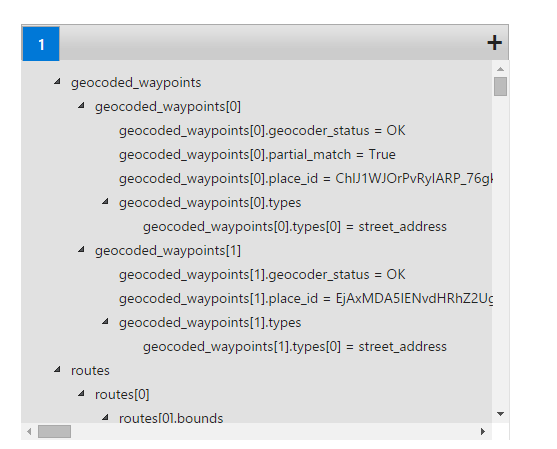 1 +
geocoded_waypoints
geocoded_waypoints[0]
geocoded_waypoints[0].geocoder_status = OK
geocoded_waypoints[0].partial_match = True
geocoded_waypoints[0].place_id = ChIJ1WJOrPvRyIARP_76gk
geocoded_waypoints[0].types
geocoded_waypoints[0].types[0] = street_address
geocoded_waypoints[1]
geocoded_waypoints[1].geocoder_status = OK
geocoded_waypoints[1].place_id = EjAxMDA5IENvdHRhZ2Ug
geocoded_waypoints[1].types
geocoded_waypoints[1].types[0] = street_address
routes
routes[0]
routes[0].bounds